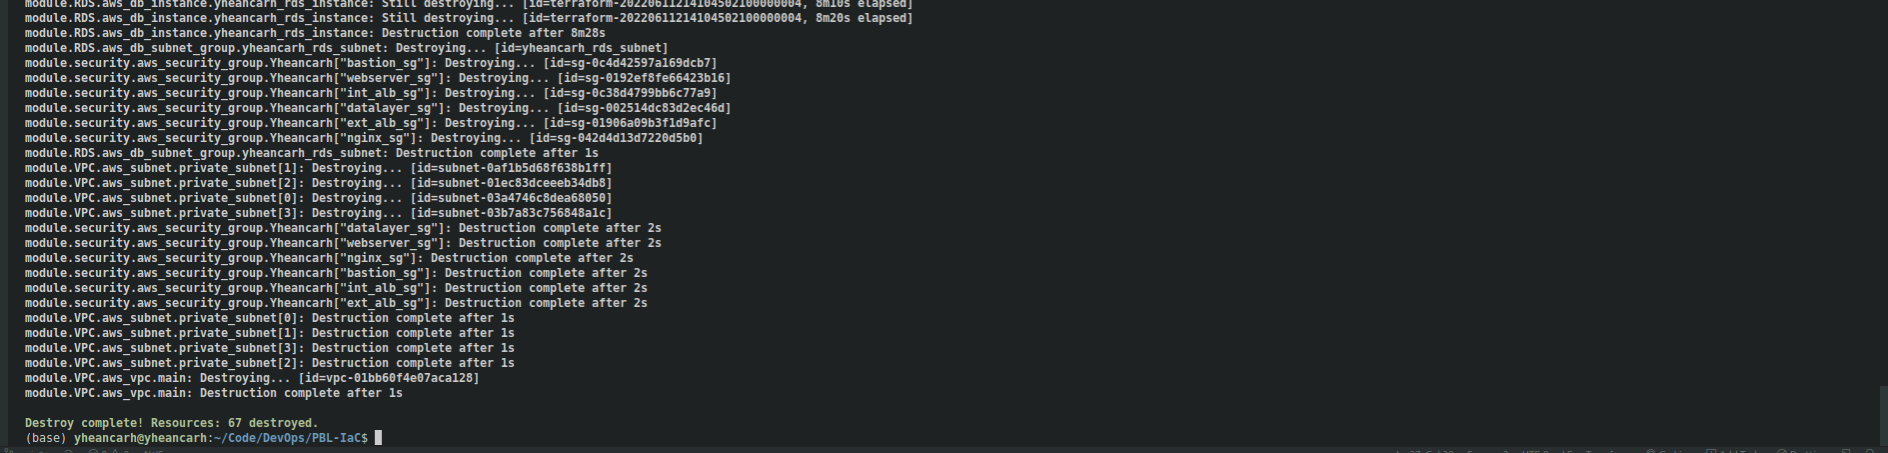 module.RDS.aws_db_instance.yheancarh_rds_instance: Still destroying... [id=terraform-20220611214104502100000004, 8m10s elapsed]
module.RDS.aws_db_instance.yheancarh_rds_instance: Still destroying... [id=terraform-20220611214104502100000004, 8m20s elapsed]
module.RDS.aws_db_instance.yheancarh_rds_instance: Destruction complete after 8m28s
module.RDS.aws_db_subnet_group.yheancarh_rds_subnet: Destroying... [id=yheancarh_rds_subnet]
module.security.aws_security_group.Yheancarh["bastion_sg"]: Destroying... [id=sg-0c4d42597a169dcb7]
module.security.aws_security_group.Yheancarh["webserver_sg"]: Destroying... [id=sg-0192ef8fe66423b16]
module.security.aws_security_group.Yheancarh["int_alb_sg"]: Destroying... [id=sg-0c38d4799bb6c77a9]
module.security.aws_security_group.Yheancarh["datalayer_sg"]: Destroying... [id=sg-002514dc83d2ec46d]
module.security.aws_security_group.Yheancarh["ext_alb_sg"]: Destroying... [id=sg-01906a09b3f1d9afc]
module.security.aws_security_group.Yheancarh["nginx_sg"]: Destroying... [id=sg-042d4d13d7220d5b0]
module.RDS.aws_db_subnet_group.yheancarh_rds_subnet: Destruction complete after 1s
module.VPC.aws_subnet.private_subnet[1]: Destroying... [id=subnet-0af1b5d68f638b1ff]
module.VPC.aws_subnet.private_subnet[2]: Destroying... [id=subnet-01ec83dceeeb34db8]
module.VPC.aws_subnet.private_subnet[0]: Destroying... [id=subnet-03a4746c8dea68050]
module.VPC.aws_subnet.private_subnet[3]: Destroying... [id=subnet-03b7a83c756848a1c]
module.security.aws_security_group.Yheancarh["datalayer_sg"]: Destruction complete after 2s
module.security.aws_security_group.Yheancarh["webserver_sg"]: Destruction complete after 2s
module.security.aws_security_group.Yheancarh["nginx_sg"]: Destruction complete after 2s
module.security.aws_security_group.Yheancarh["bastion_sg"]: Destruction complete after 2s
module.security.aws_security_group.Yheancarh["int_alb_sg"]: Destruction complete after 2s
module.security.aws_security_group.Yheancarh["ext_alb_sg"]: Destruction complete after 2s
module.VPC.aws_subnet.private_subnet[0]: Destruction complete after 1s
module.VPC.aws_subnet.private_subnet[1]: Destruction complete after 1s
module.VPC.aws_subnet.private_subnet[3]: Destruction complete after 1s
module.VPC.aws_subnet.private_subnet[2]: Destruction complete after 1s
module.VPC.aws_vpc.main: Destroying... [id=vpc-01bb60f4e07aca128]
module.VPC.aws_vpc.main: Destruction complete after 1s
Destroy complete! Resources: 67 destroyed.
(base) yheancarh@yheancarh:~/Code/DevOps/PBL-IaC$